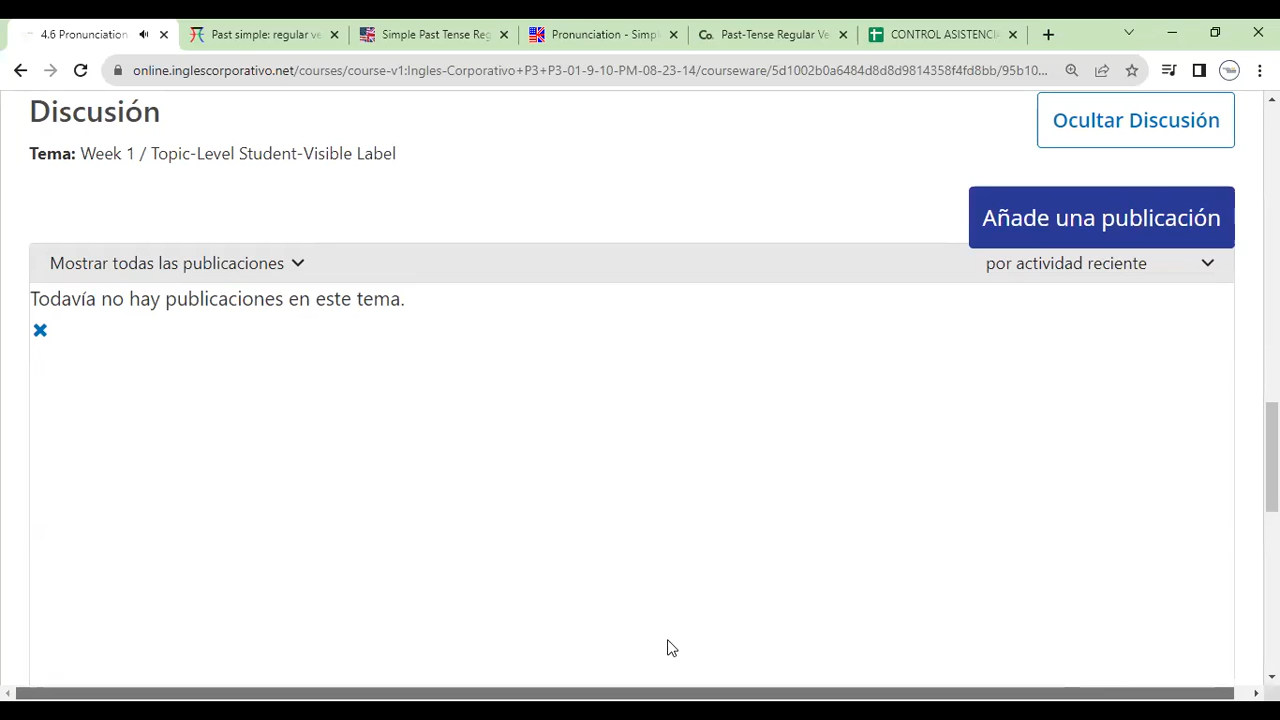 4.6 Pronunciation
Past simple: regular ve
Simple Past Tense Reg
Pronunciation - Simpl
Co. Past-Tense Regular Ve
CONTROL ASISTENCI
online.inglescorporativo.net/courses/course-v1:Ingles-Corporativo+P3+P3-01-9-10-PM-08-23-14/courseware/5d1002b0a6484d8d8d9814358f4fd8bb/95b10...
Discusión
Ocultar Discusión
Tema: Week 1 / Topic-Level Student-Visible Label
Añade una publicación
Mostrar todas las publicaciones
por actividad reciente
Todavía no hay publicaciones en este tema.